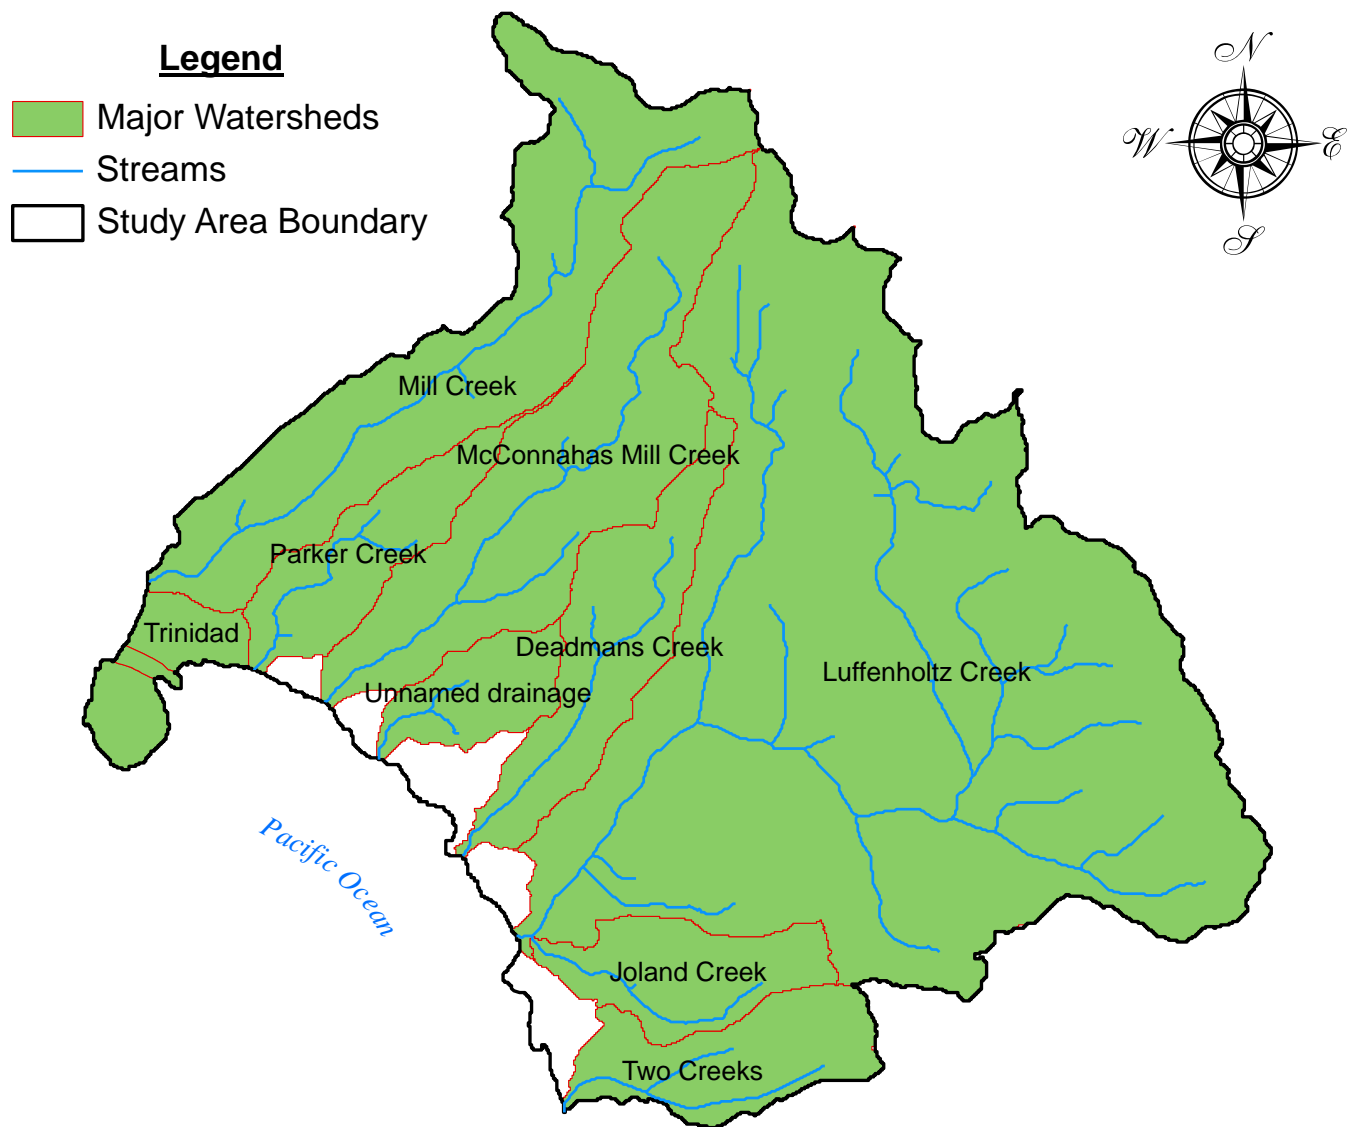 Legend
Major Watersheds
Streams
Study Area Boundary
N
W
E
S
Mill Creek
McConnahas Mill Creek
Parker Creek
Trinidad
Deadmans Creek
Unnamed drainage
Luffenholtz Creek
Pacific Ocean
Joland Creek
Two Creeks